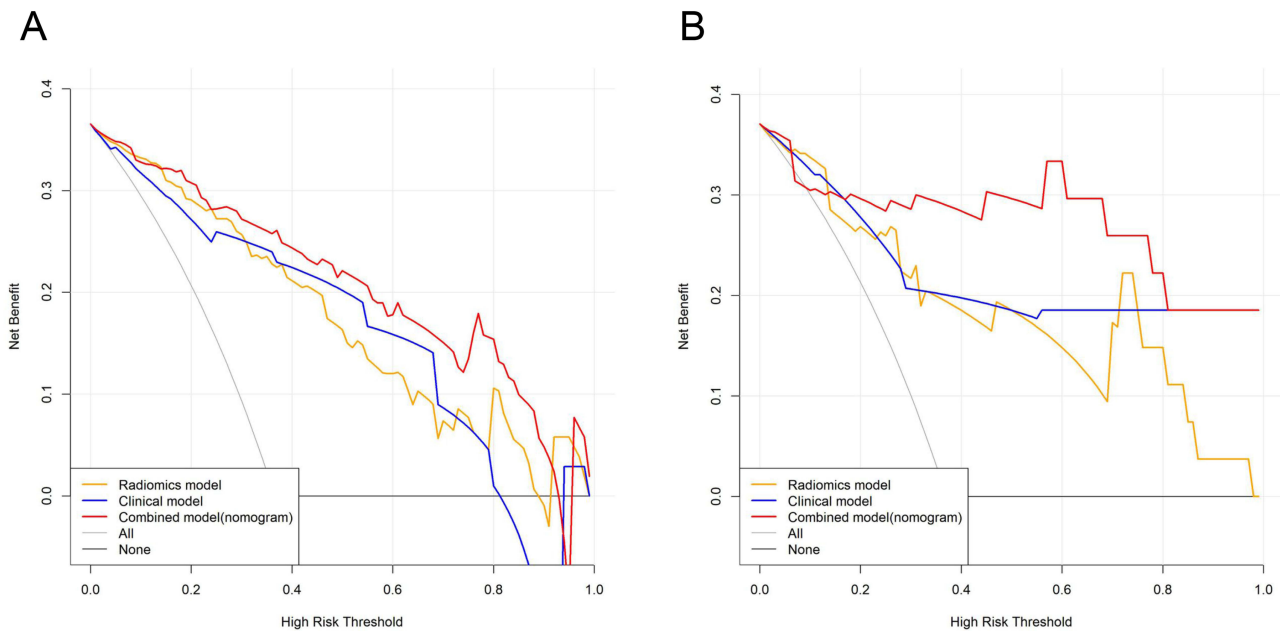 A
B
0.4
0.3
0.2
0.1
0.0
Net Benefit
Radiomics model
Clinical model
Combined model(nomogram)
All
None
0.0 0.2 0.4 0.6 0.8 1.0
High Risk Threshold
0.4
0.3
0.2
0.1
0.0
Net Benefit
Radiomics model
Clinical model
Combined model(nomogram)
All
None
0.0 0.2 0.4 0.6 0.8 1.0
High Risk Threshold